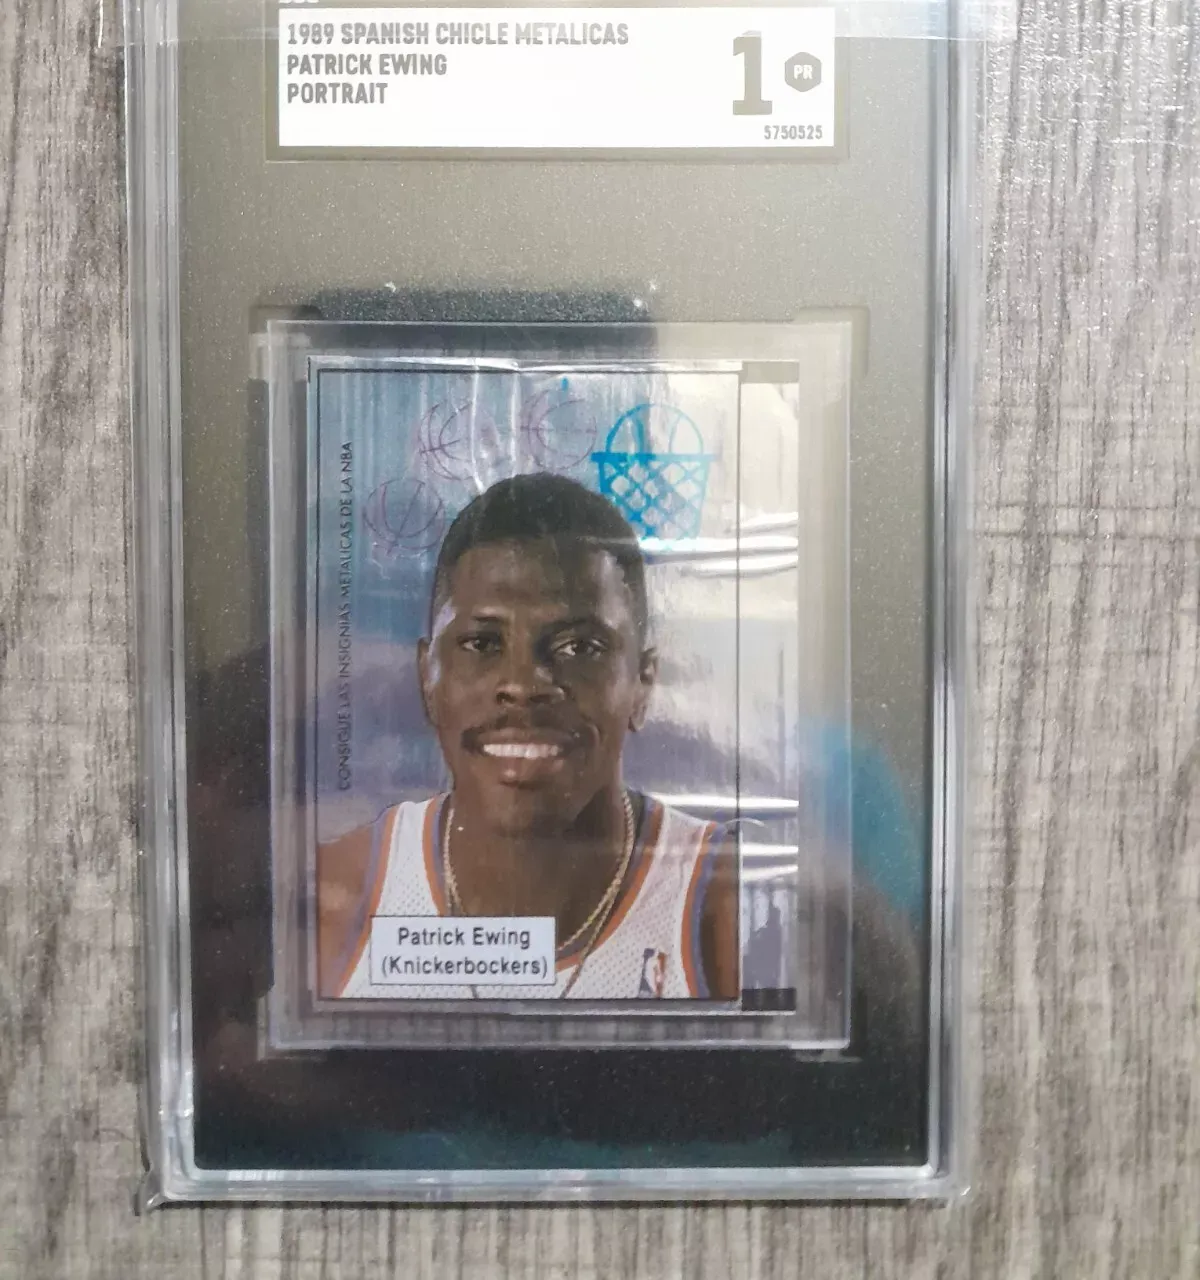 1989 SPANISH CHICLE METALICAS
PATRICK EWING
PORTRAIT
1 PR
5750525
CONSIGUE LAS INSIGNIAS METALICAS DE LA NBA
Patrick Ewing
(Knickerbockers)